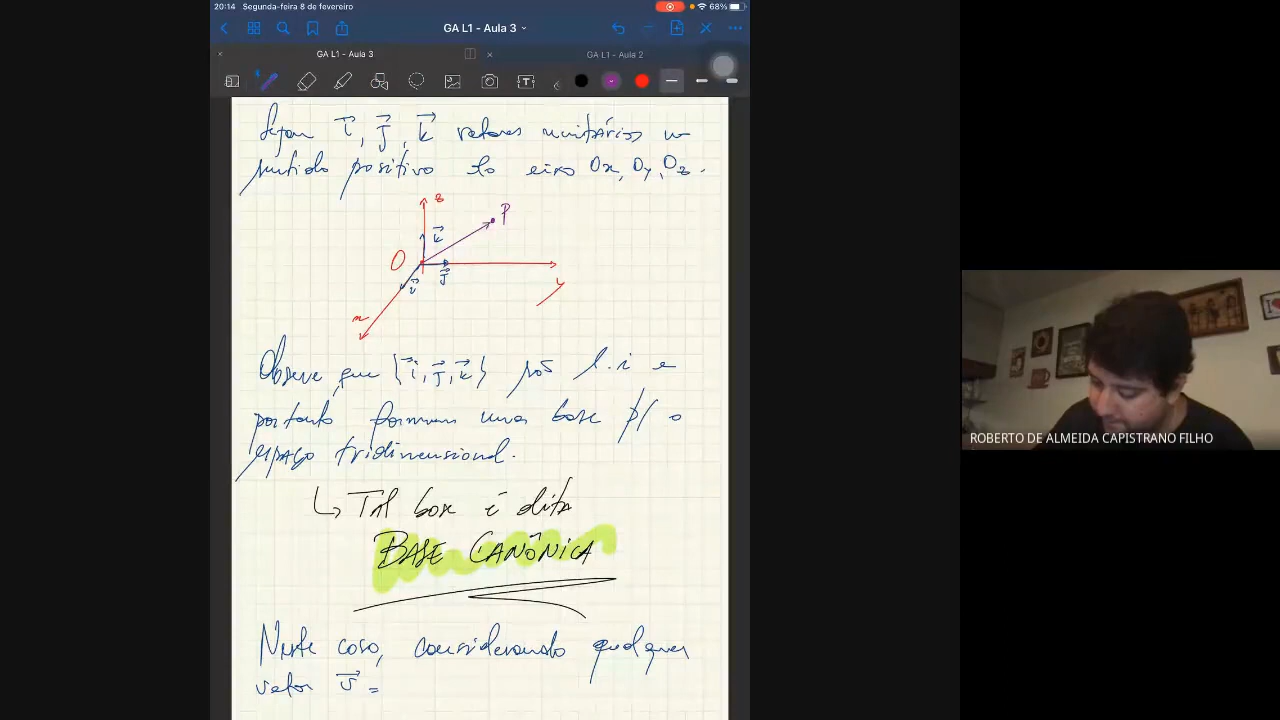 20:14 Segunda-feira 8 de fevereiro
68%
GA L1 - Aula 3
GA L1 - Aula 3
GA L1 - Aula 2
Sejam i, j, k vetores unitários no
sentido positivo do eixo Ox, Oy, Oz.
z
P
k
O
j
i
y
x
Observe que {i, j, k} são l.i e
portanto formam uma base p/ o
espaço tridimensional.
↳ Tal base é dita
BASE CANÔNICA
Neste caso, considerando qualquer
vetor v =
ROBERTO DE ALMEIDA CAPISTRANO FILHO